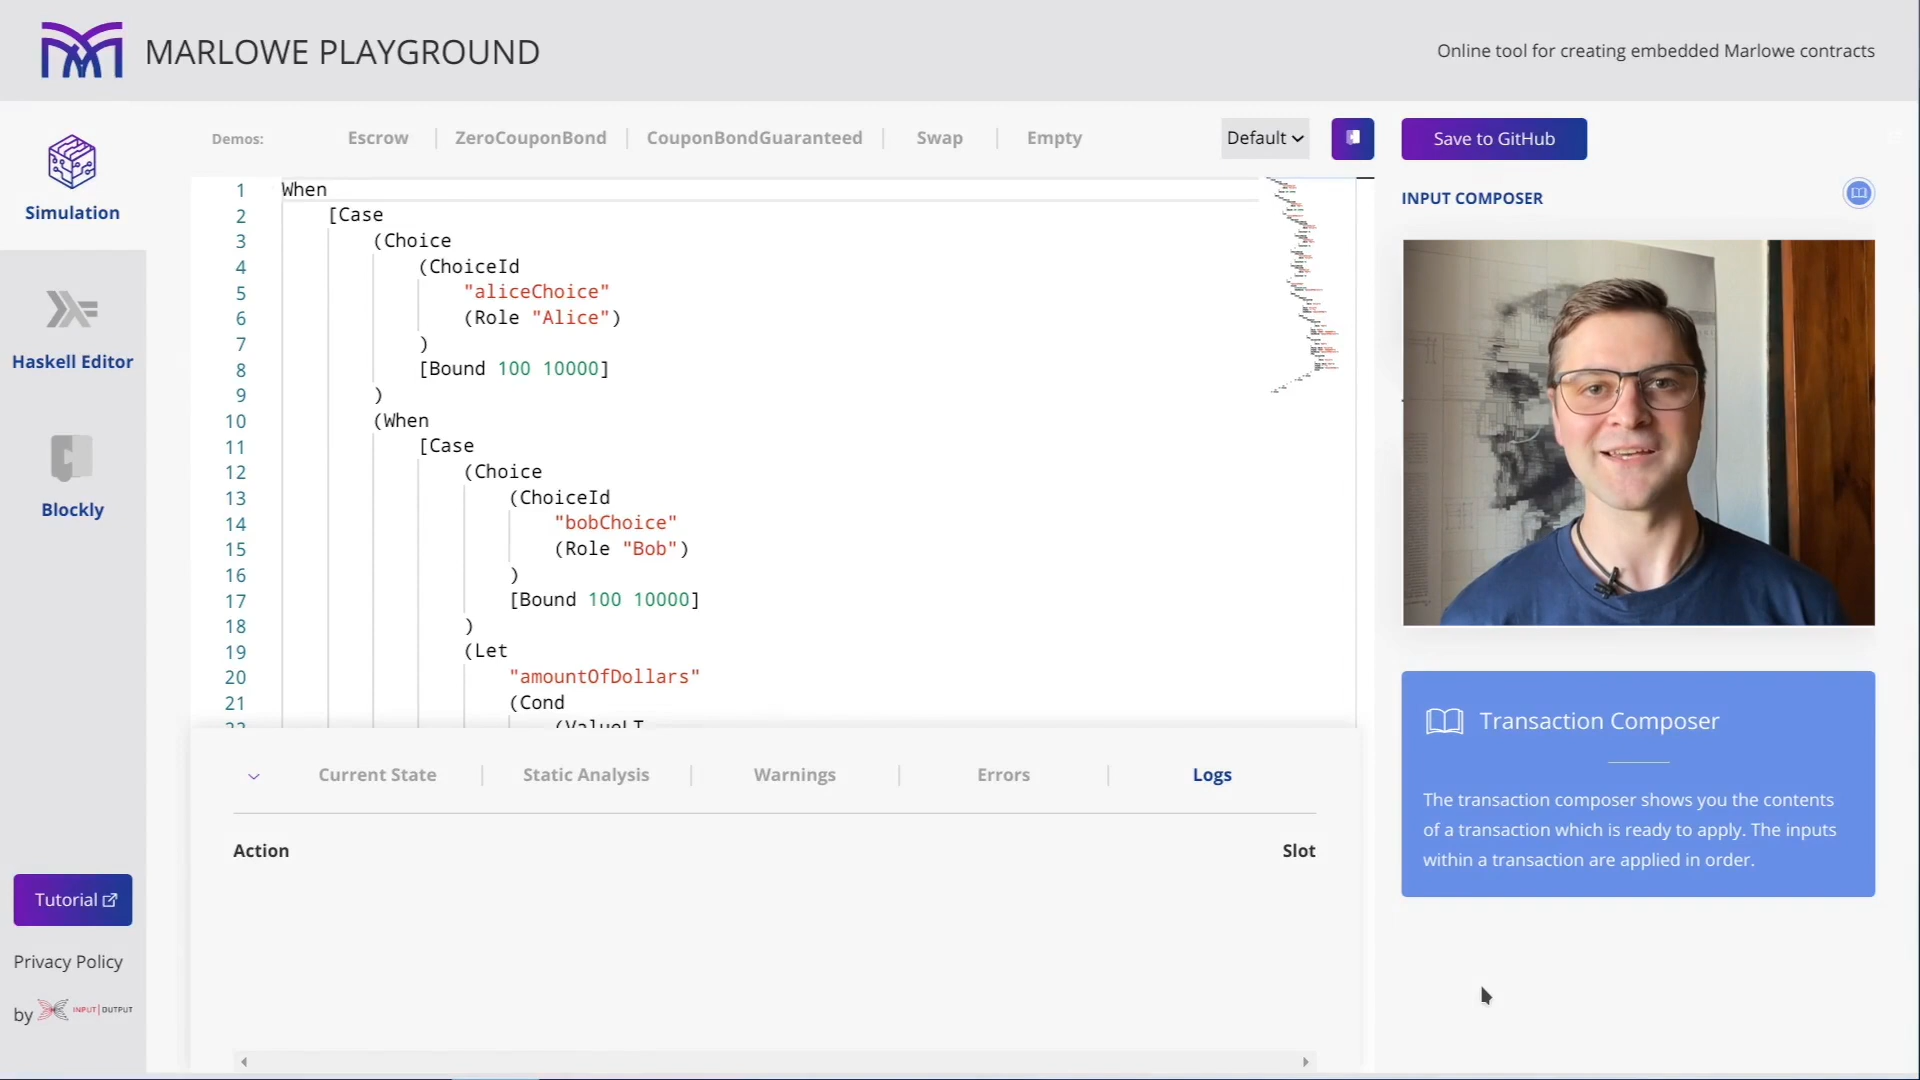 MARLOWE PLAYGROUND
Online tool for creating embedded Marlowe contracts
Simulation
Haskell Editor
Blockly
Tutorial
Privacy Policy
by INPUT | OUTPUT
Demos: Escrow ZeroCouponBond CouponBondGuaranteed Swap Empty
Default
Save to GitHub
1 When
2 [Case
3 (Choice
4 (ChoiceId
5 "aliceChoice"
6 (Role "Alice")
7 )
8 [Bound 100 10000]
9 )
10 (When
11 [Case
12 (Choice
13 (ChoiceId
14 "bobChoice"
15 (Role "Bob")
16 )
17 [Bound 100 10000]
18 )
19 (Let
20 "amountOfDollars"
21 (Cond
22 (ValueLT
Current State Static Analysis Warnings Errors Logs
Action Slot
INPUT COMPOSER
Transaction Composer
The transaction composer shows you the contents
of a transaction which is ready to apply. The inputs
within a transaction are applied in order.